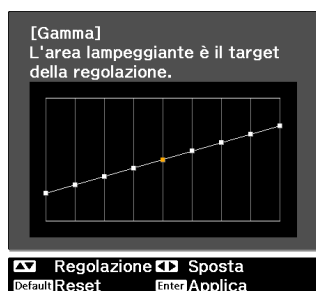 [Gamma]
L'area lampeggiante è il target
della regolazione.
Regolazione Sposta
Default Reset Enter Applica